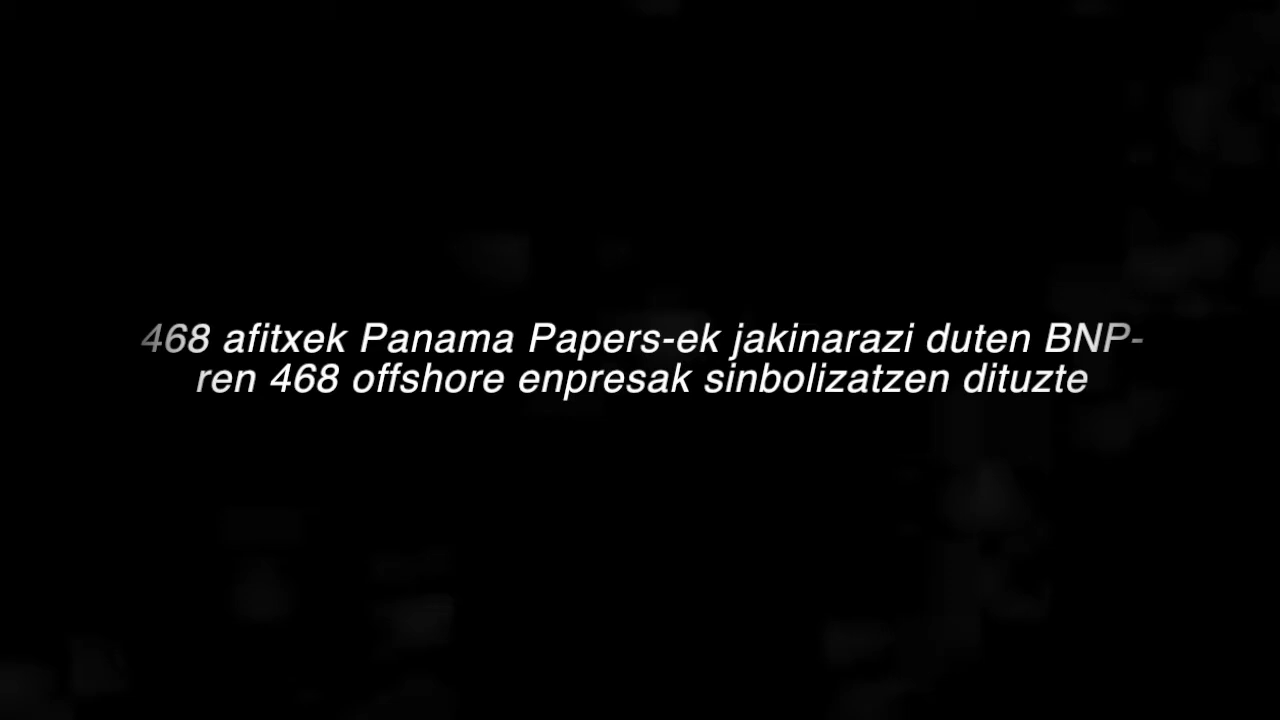 468 afitxek Panama Papers-ek jakinarazi duten BNP-
ren 468 offshore enpresak sinbolizatzen dituzte